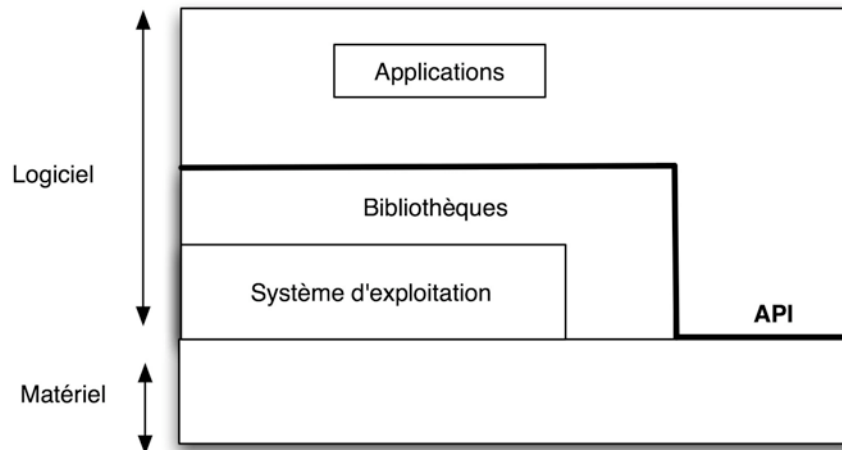 Applications
Logiciel
Bibliothèques
Système d'exploitation
API
Matériel